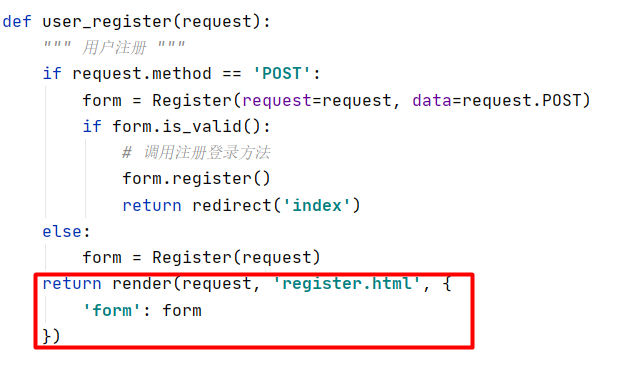 def user_register(request):
    """ 用户注册 """
    if request.method == 'POST':
        form = Register(request=request, data=request.POST)
        if form.is_valid():
            # 调用注册登录方法
            form.register()
            return redirect('index')
    else:
        form = Register(request)
    return render(request, 'register.html', {
        'form': form
    })